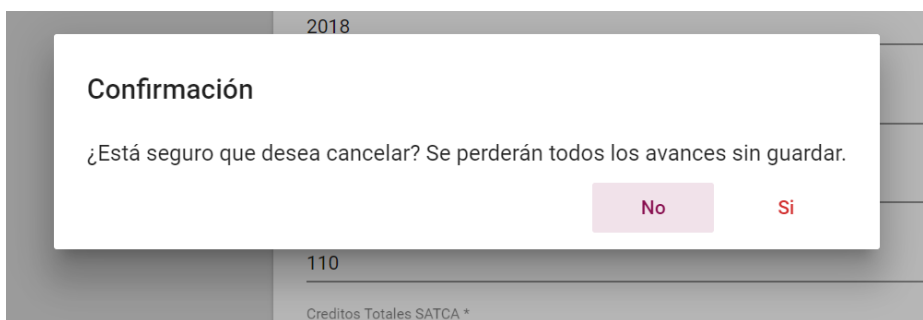 2018
Confirmación
¿Está seguro que desea cancelar? Se perderán todos los avances sin guardar.
No Si
110
Creditos Totales SATCA *